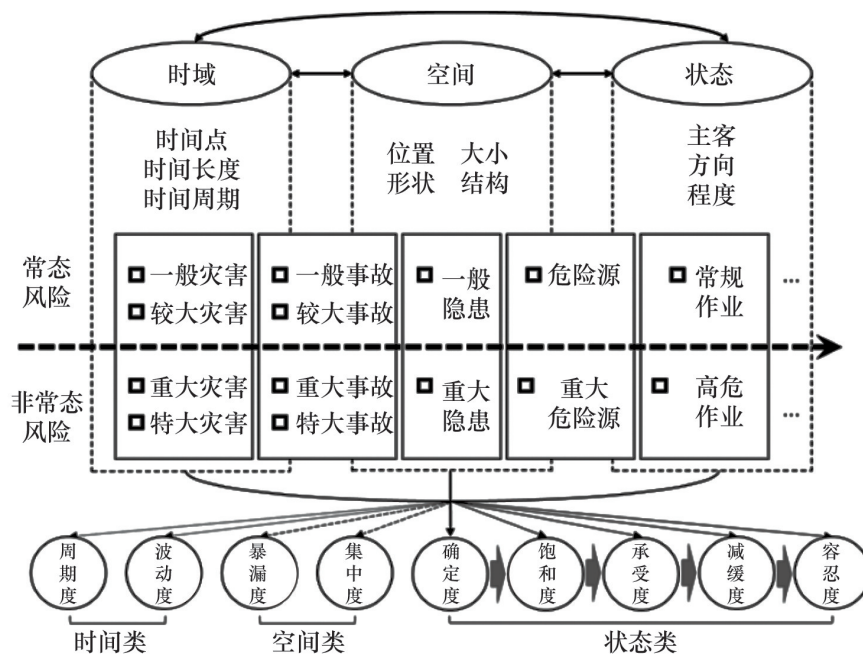 时域
空间
状态
时间点
时间长度
时间周期
位置 大小
形状 结构
主客
方向
程度
常态
风险
一般灾害
较大灾害
一般事故
较大事故
一般
隐患
危险源
常规
作业
...
非常态
风险
重大灾害
特大灾害
重大事故
特大事故
重大
隐患
重大
危险源
高危
作业
...
周期度
波动度
暴漏度
集中度
确定度
饱和度
承受度
减缓度
容忍度
时间类
空间类
状态类